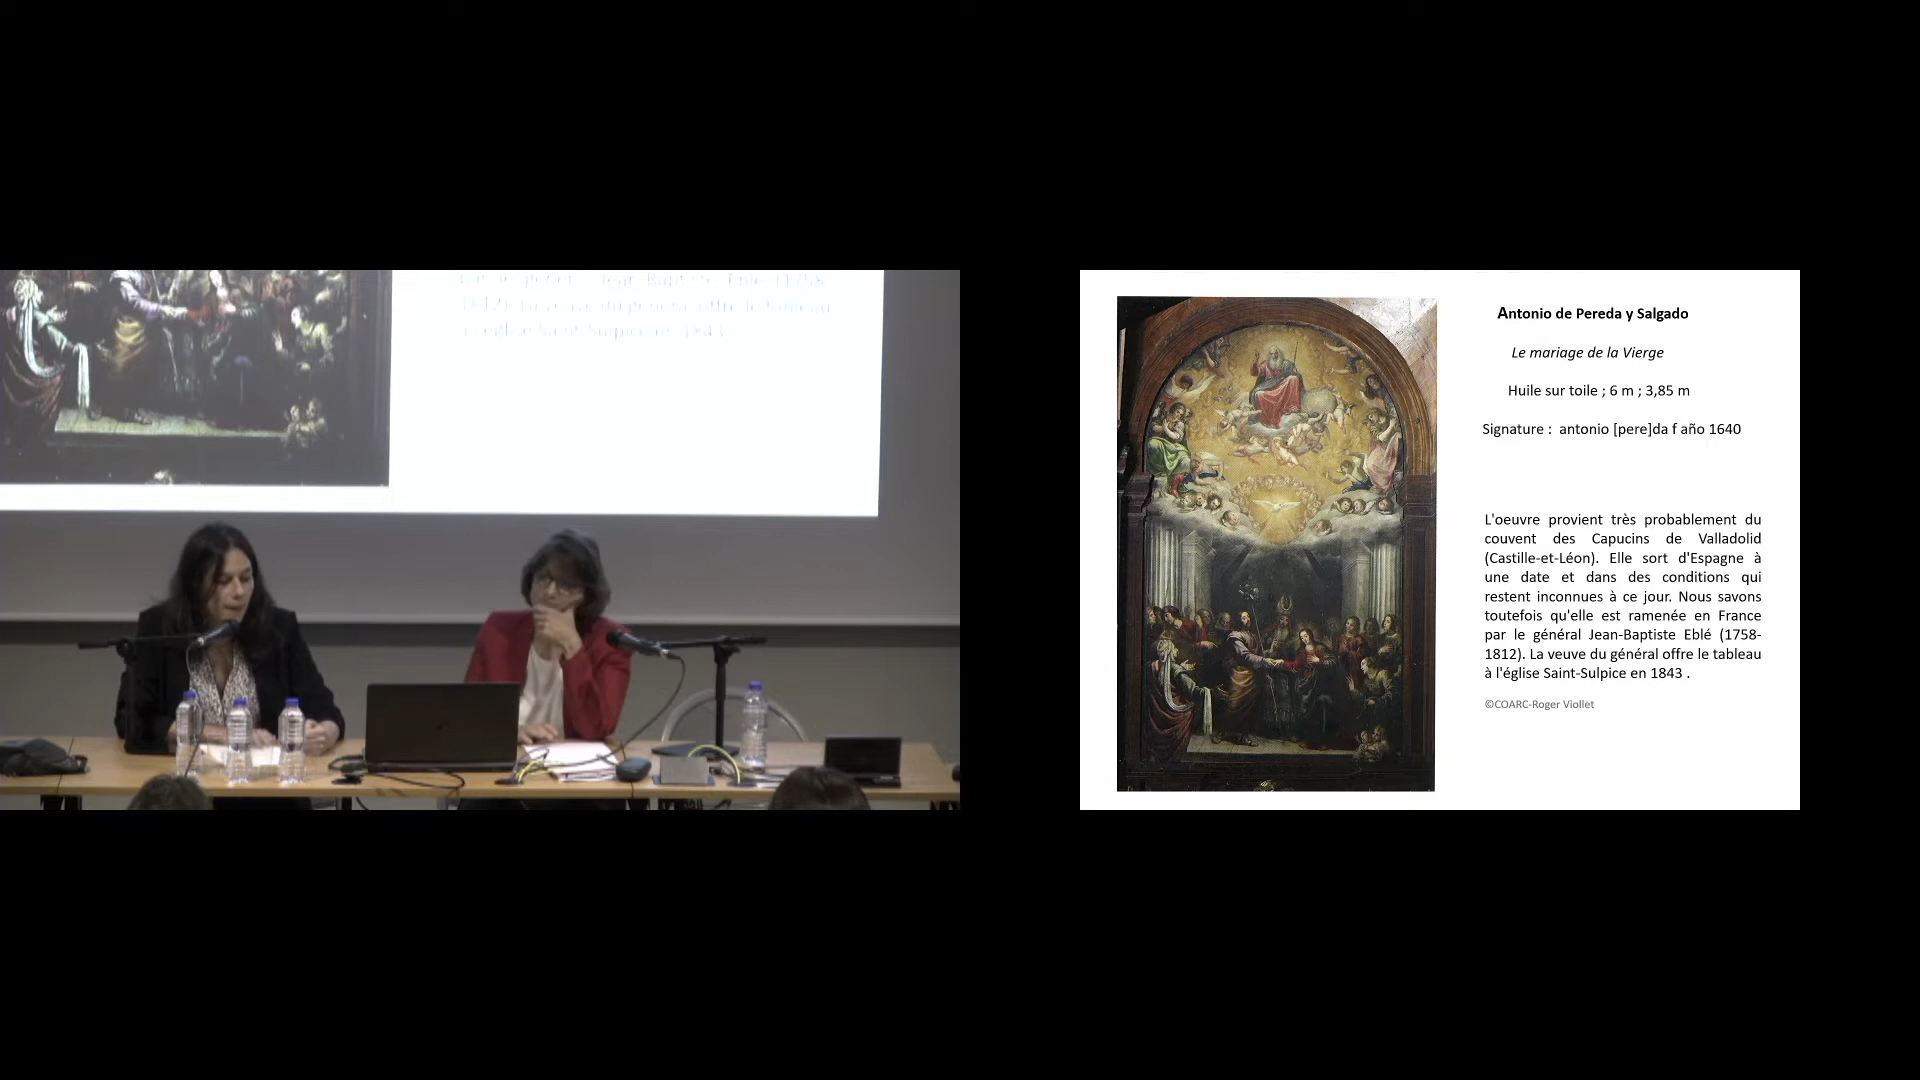 Antonio de Pereda y Salgado
Le mariage de la Vierge
Huile sur toile ; 6 m ; 3,85 m
Signature : antonio [pere]da f año 1640
L'oeuvre provient très probablement du
couvent des Capucins de Valladolid
(Castille-et-Léon). Elle sort d'Espagne à
une date et dans des conditions qui
restent inconnues à ce jour. Nous savons
toutefois qu'elle est ramenée en France
par le général Jean-Baptiste Eblé (1758-
1812). La veuve du général offre le tableau
à l'église Saint-Sulpice en 1843 .
©COARC-Roger Viollet